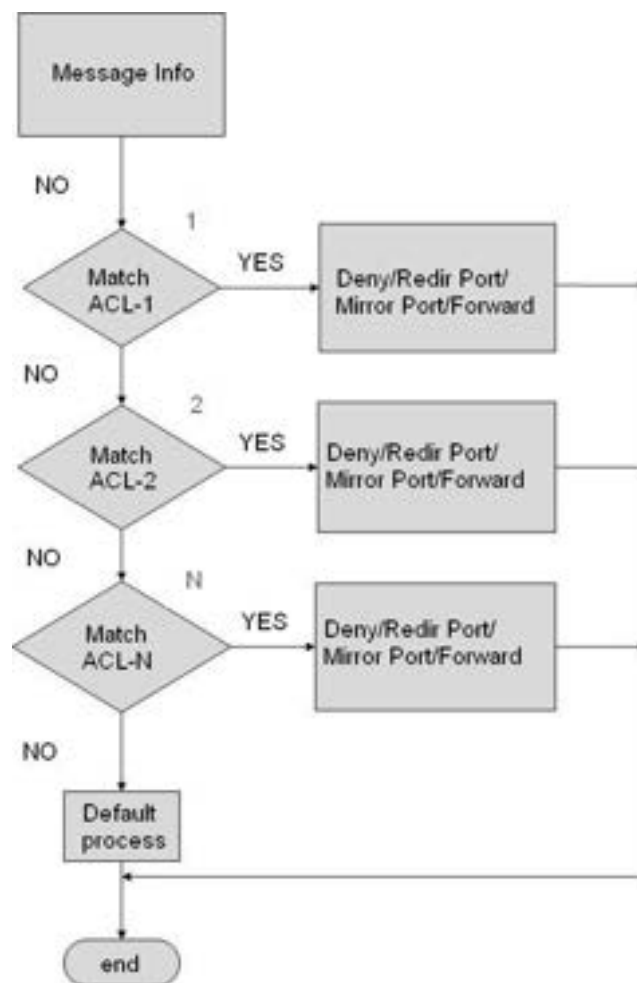 Message Info
NO
1
Match
ACL-1
YES
Deny/Redir Port/
Mirror Port/Forward
NO
2
Match
ACL-2
YES
Deny/Redir Port/
Mirror Port/Forward
NO
N
Match
ACL-N
YES
Deny/Redir Port/
Mirror Port/Forward
NO
Default
process
end